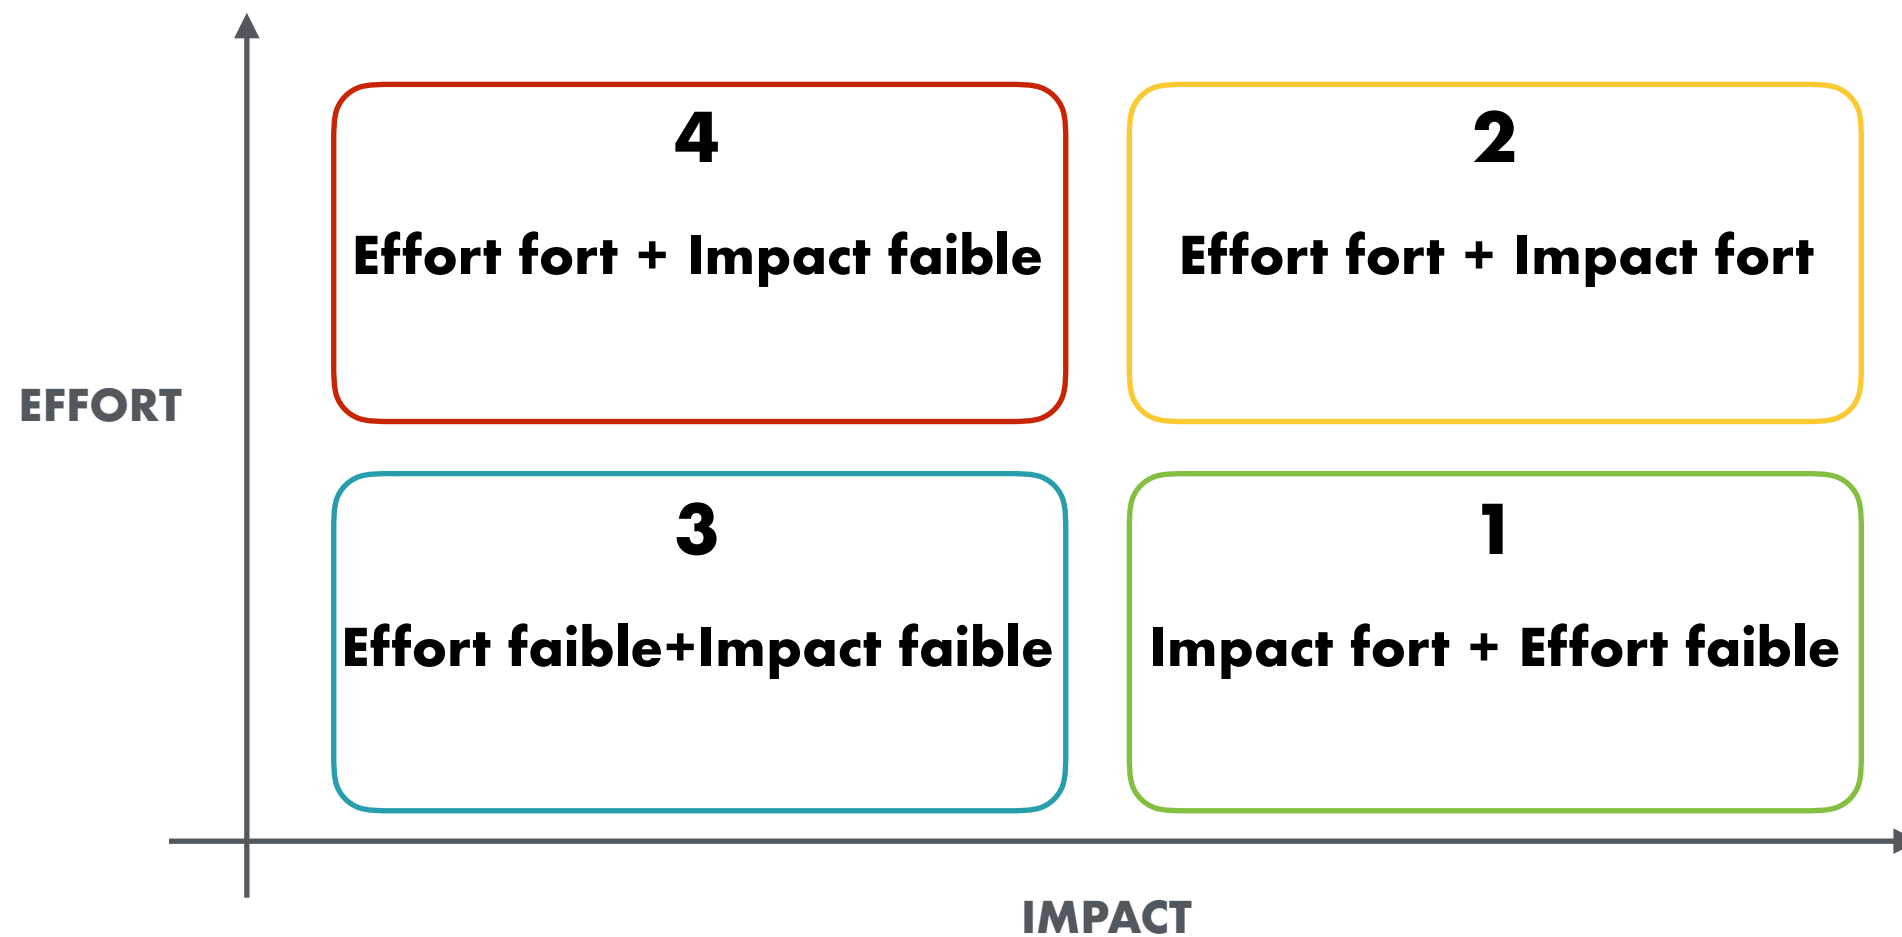 4
Effort fort + Impact faible
2
Effort fort + Impact fort
EFFORT
3
Effort faible+Impact faible
1
Impact fort + Effort faible
IMPACT